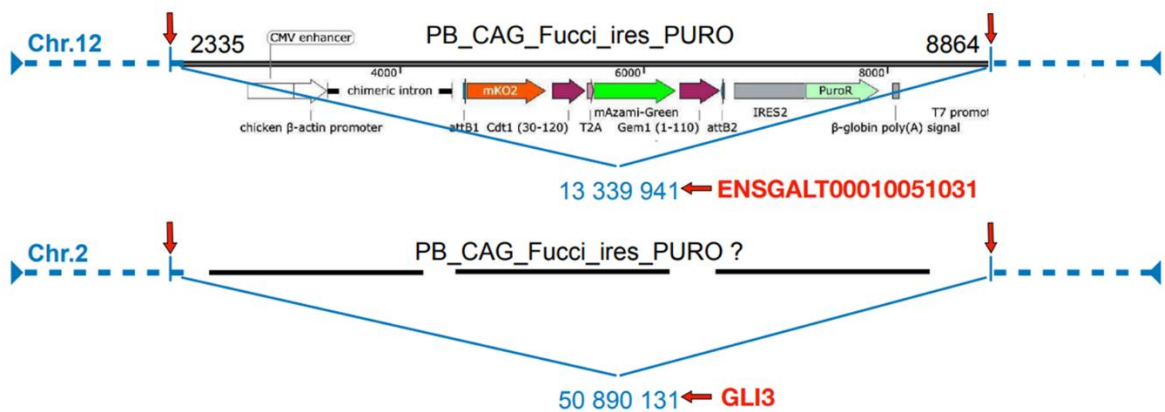 Chr.12 2335 PB_CAG_Fucci_ires_PURO 8864
CMV enhancer
4000 6000 8000
chimeric intron mKO2 PuroR
mAzami-Green IRES2 T7 promot
attB1 Cdt1 (30-120) T2A Gem1 (1-110) attB2
chicken β-actin promoter β-globin poly(A) signal
13 339 941 ENSGALT00010051031
Chr.2 PB_CAG_Fucci_ires_PURO ?
50 890 131 GLI3